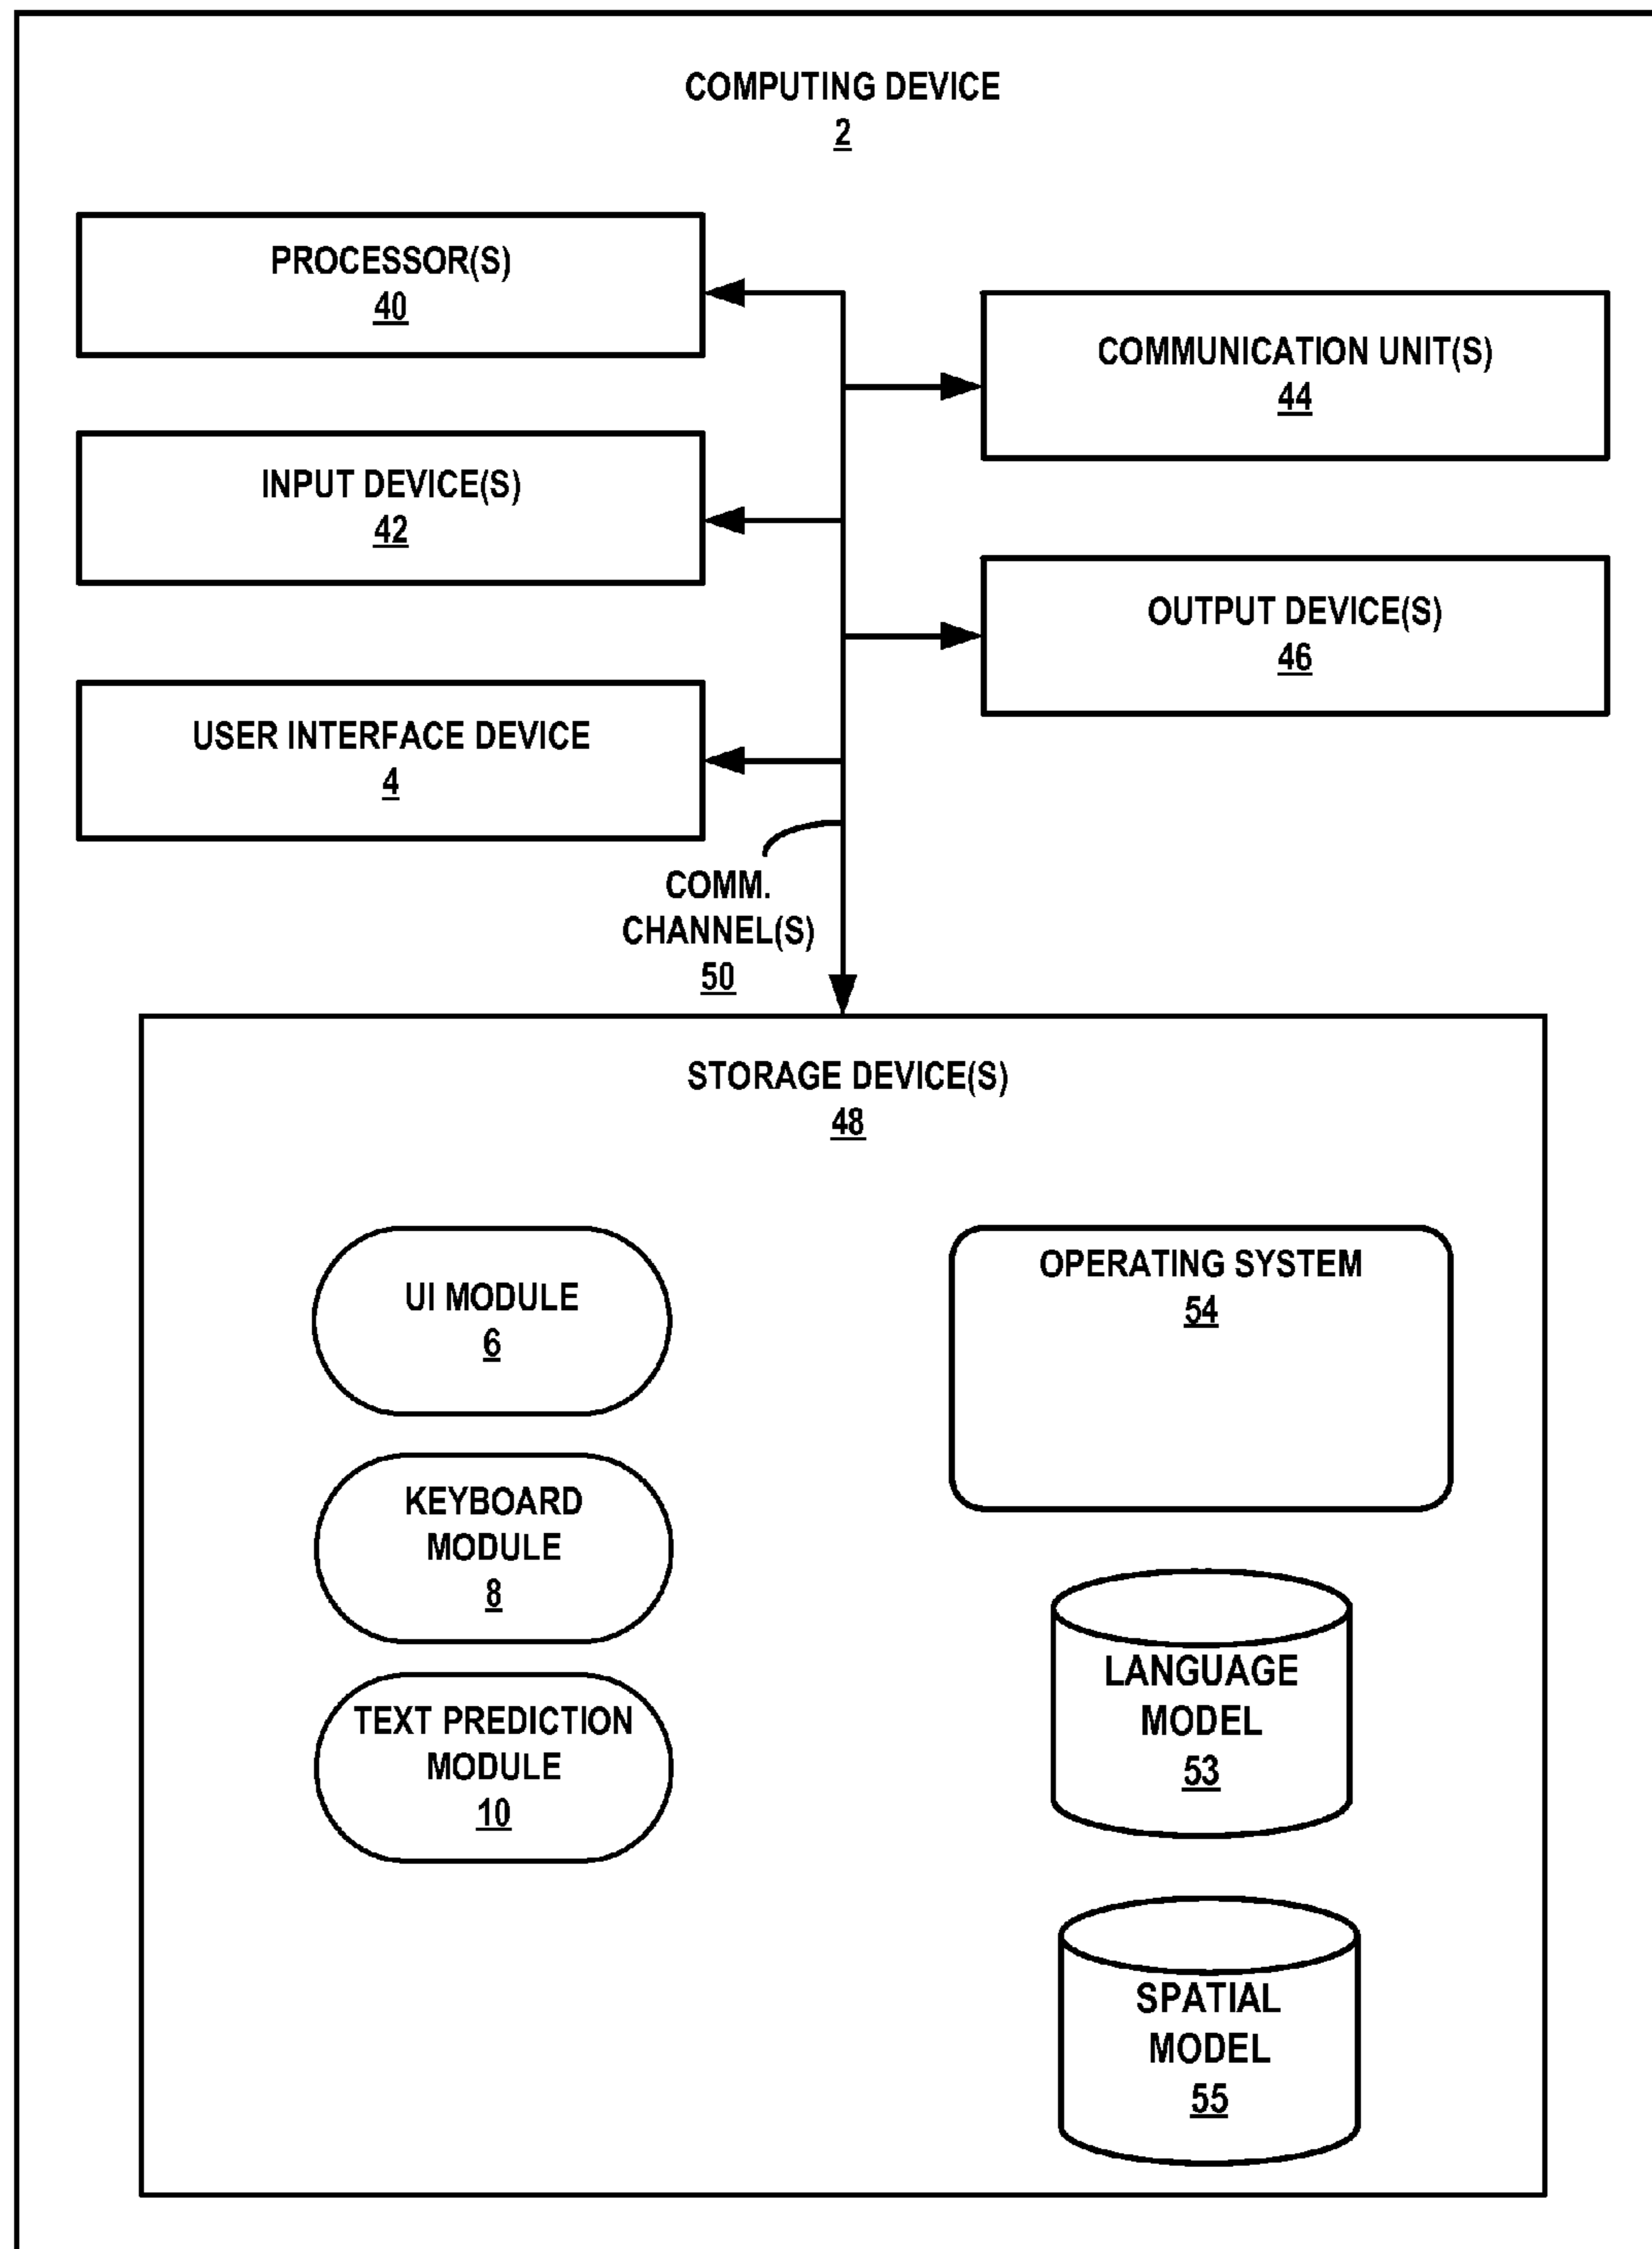 COMPUTING DEVICE
2
PROCESSOR(S)
40
COMMUNICATION UNIT(S)
44
INPUT DEVICE(S)
42
OUTPUT DEVICE(S)
46
USER INTERFACE DEVICE
4
COMM.
CHANNEL(S)
50
STORAGE DEVICE(S)
48
UI MODULE
6
KEYBOARD
MODULE
8
TEXT PREDICTION
MODULE
10
OPERATING SYSTEM
54
LANGUAGE
MODEL
53
SPATIAL
MODEL
55